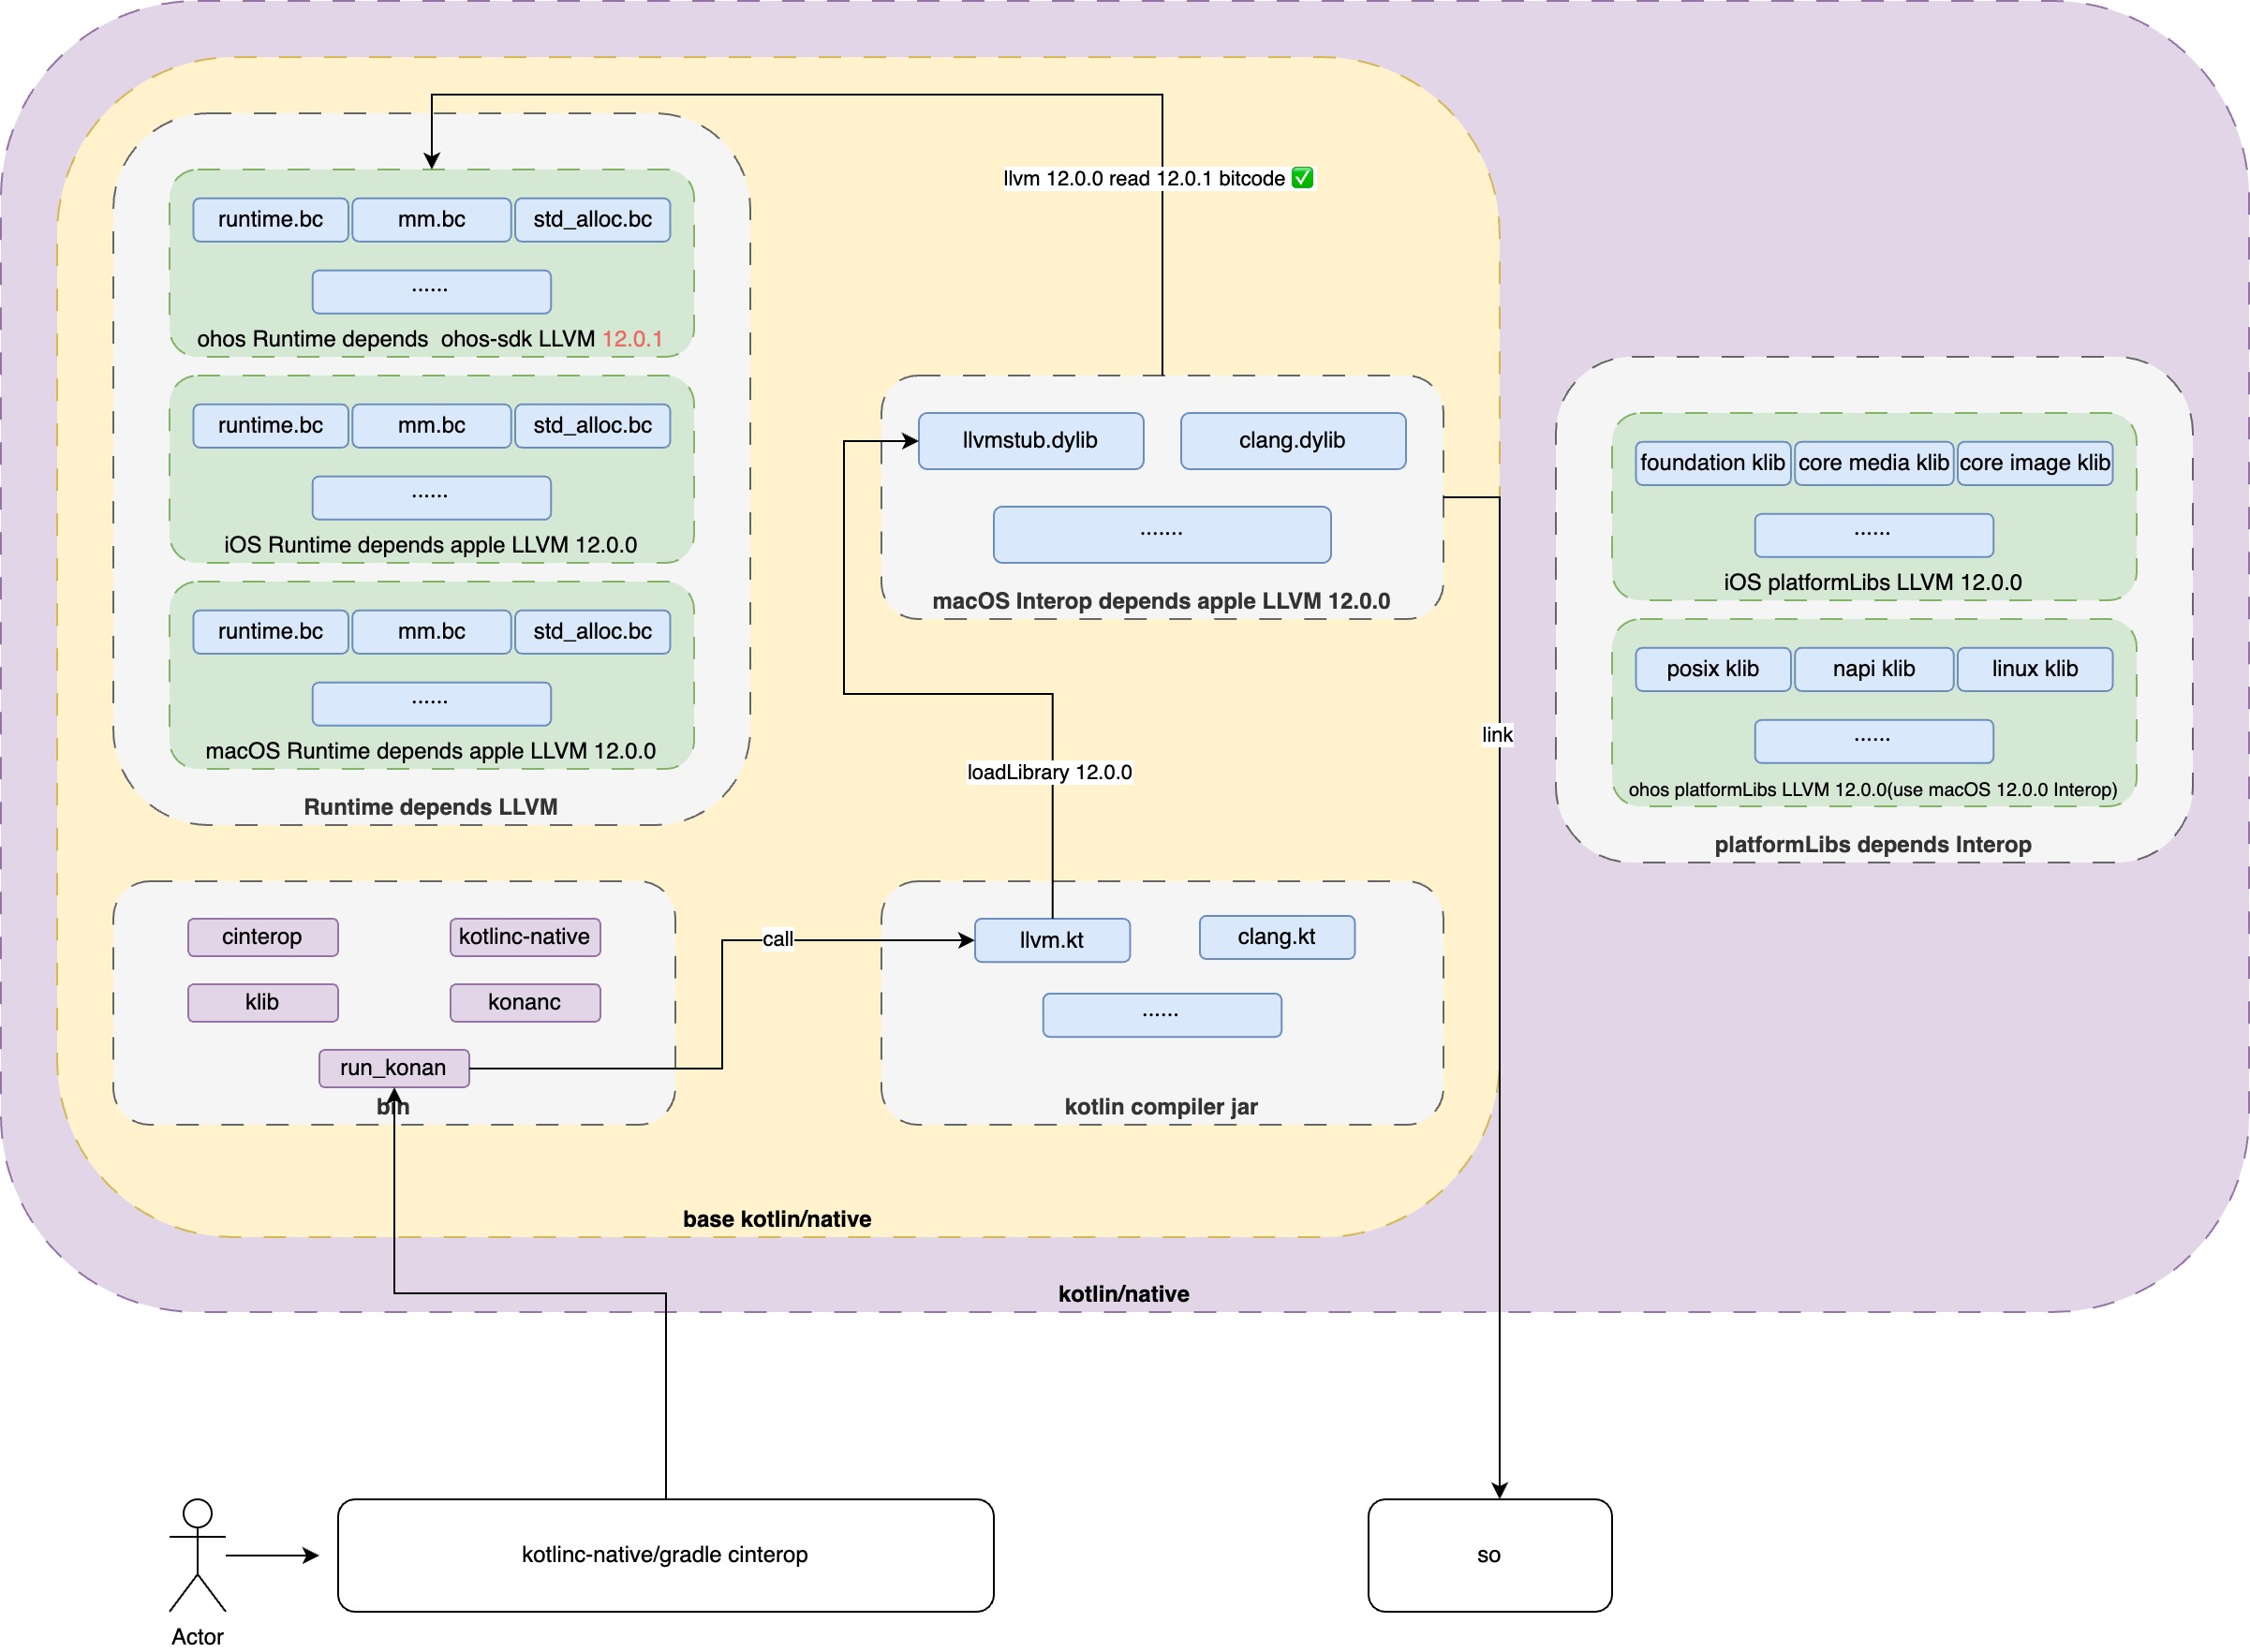 llvm 12.0.0 read 12.0.1 bitcode ✅
runtime.bc
mm.bc
std_alloc.bc
......
ohos Runtime depends  ohos-sdk LLVM 12.0.1
runtime.bc
mm.bc
std_alloc.bc
......
iOS Runtime depends apple LLVM 12.0.0
runtime.bc
mm.bc
std_alloc.bc
......
macOS Runtime depends apple LLVM 12.0.0
Runtime depends LLVM
llvmstub.dylib
clang.dylib
.......
macOS Interop depends apple LLVM 12.0.0
foundation klib
core media klib
core image klib
......
iOS platformLibs LLVM 12.0.0
posix klib
napi klib
linux klib
......
ohos platformLibs LLVM 12.0.0(use macOS 12.0.0 Interop)
platformLibs depends Interop
link
loadLibrary 12.0.0
cinterop
kotlinc-native
klib
konanc
run_konan
bin
call
llvm.kt
clang.kt
......
kotlin compiler jar
base kotlin/native
kotlin/native
kotlinc-native/gradle cinterop
so
Actor